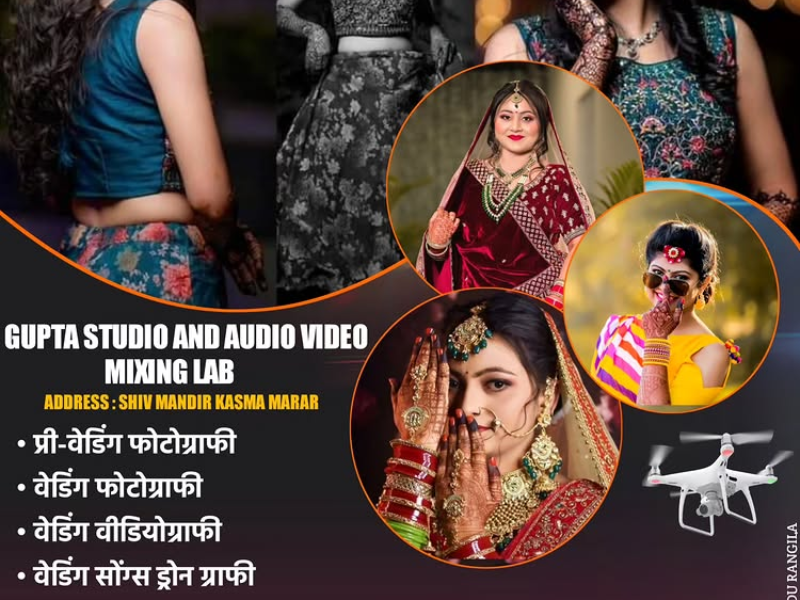 GUPTA STUDIO AND AUDIO VIDEO
MIXING LAB
ADDRESS : SHIV MANDIR KASMA MARAR
• प्री-वेडिंग फोटोग्राफी
• वेडिंग फोटोग्राफी
• वेडिंग वीडियोग्राफी
• वेडिंग सोंग्स ड्रोन ग्राफी
RANGILA